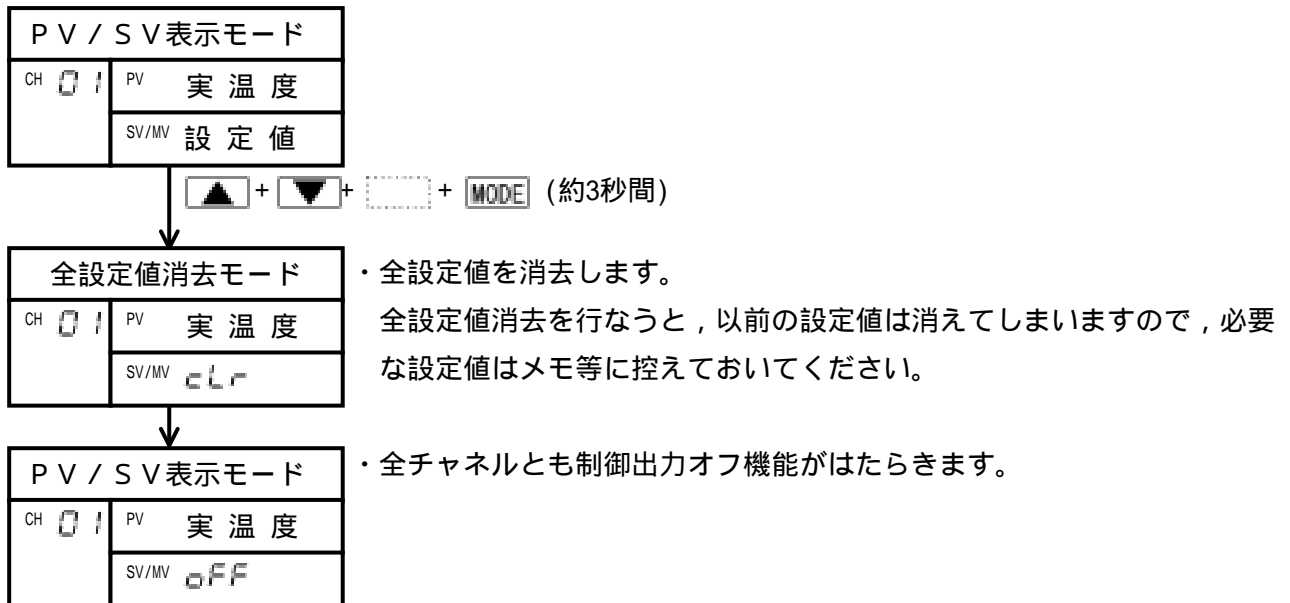 ＰＶ／ＳＶ表示モード
CH 01 PV 実 温 度
SV/MV 設 定 値
▲ + ▼ + + MODE (約3秒間)
全設定値消去モード
・全設定値を消去します。
CH 01 PV 実 温 度
全設定値消去を行なうと，以前の設定値は消えてしまいますので，必要
SV/MV cLr
な設定値はメモ等に控えておいてください。
ＰＶ／ＳＶ表示モード
・全チャネルとも制御出力オフ機能がはたらきます。
CH 01 PV 実 温 度
SV/MV oFF